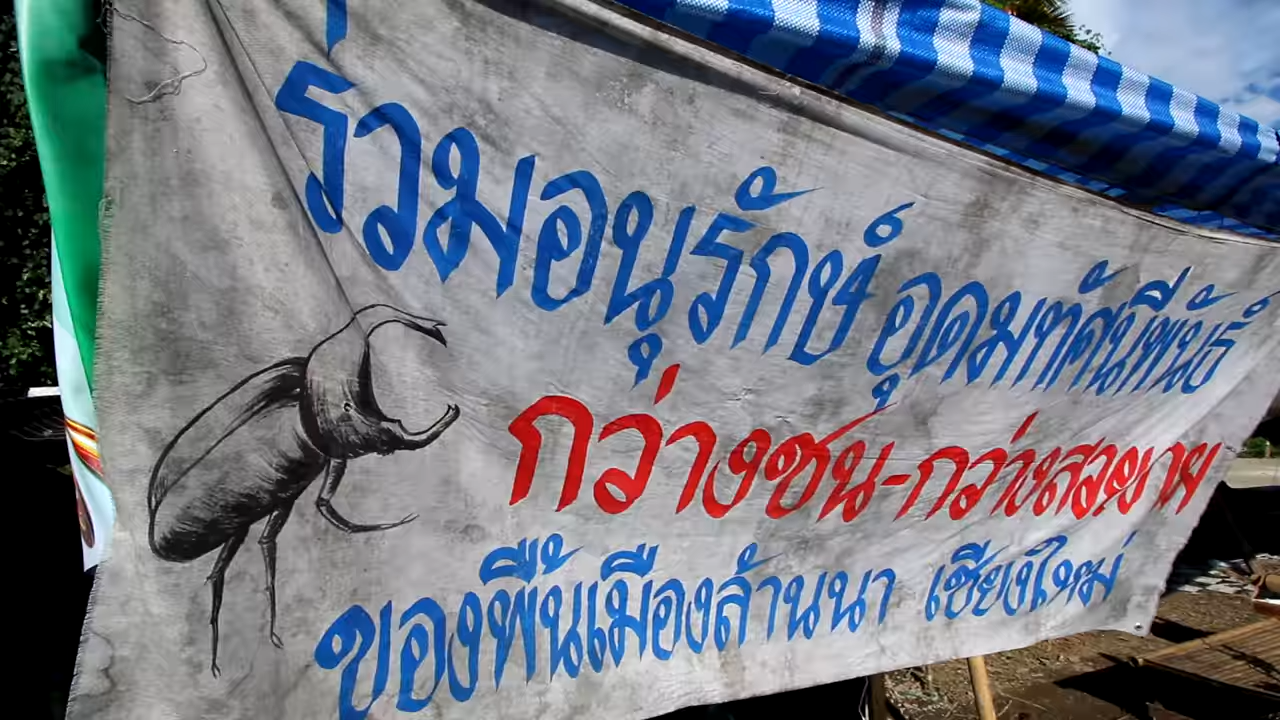 ร่วมอนุรักษ์ อุดมทัศนีพันธ์
กว่างชน-กว่างสวยงาม
ของพื้นเมืองล้านนา เชียงใหม่